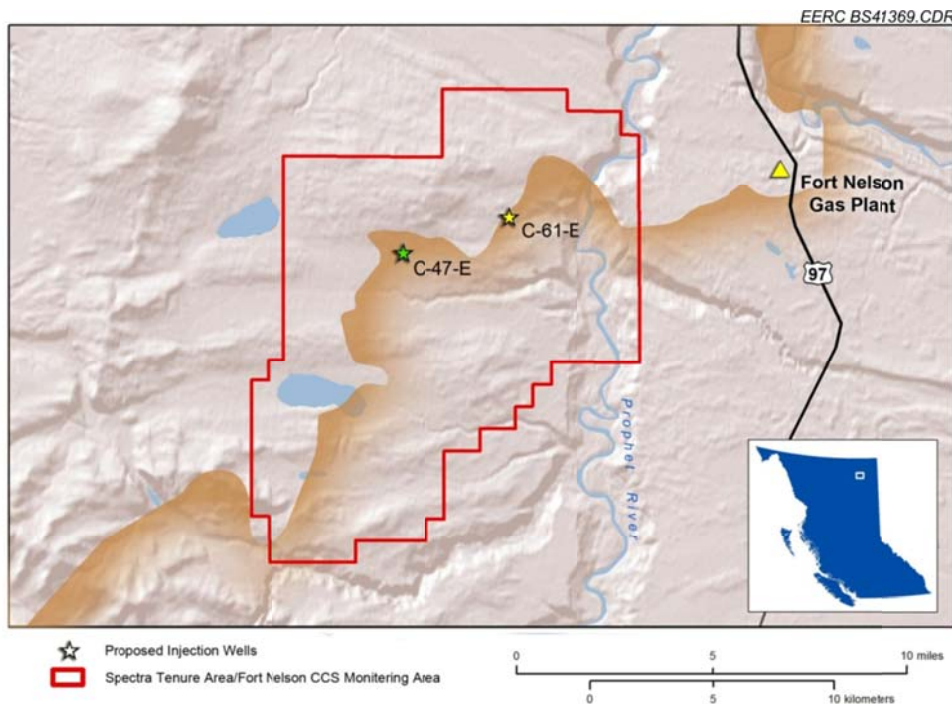 EERC BS41369.CDR
Fort Nelson
Gas Plant
C-61-E
C-47-E
97
Prophet River
Proposed Injection Wells
Spectra Tenure Area/Fort Nelson CCS Monitering Area
0 5 10 miles
0 5 10 kilometers